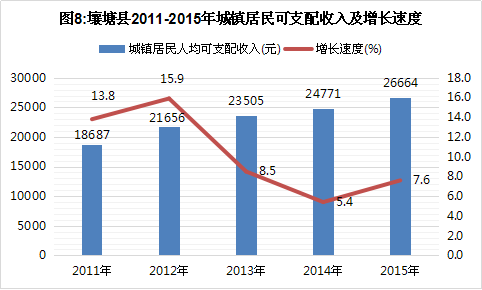 图8:壤塘县2011-2015年城镇居民可支配收入及增长速度
城镇居民人均可支配收入(元) 增长速度(%)
30000 18.0
25000 16.0
20000 14.0
15000 12.0
10000 10.0
5000 8.0
0 6.0
4.0
2.0
0.0
13.8 15.9 8.5 5.4 7.6
18687 21656 23505 24771 26664
2011年 2012年 2013年 2014年 2015年